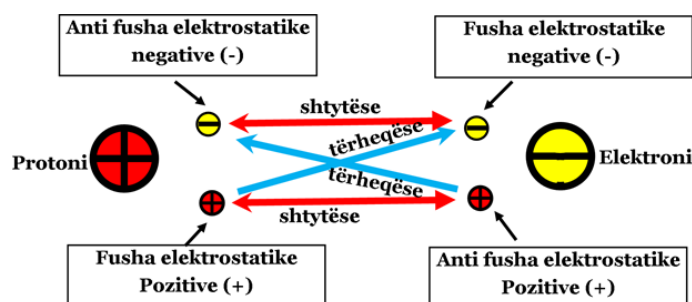 Anti fusha elektrostatike
negative (-)
Fusha elektrostatike
negative (-)
shtytëse
tërheqëse
Protoni
Elektroni
tërheqëse
shtytëse
Fusha elektrostatike
Pozitive (+)
Anti fusha elektrostatike
Pozitive (+)